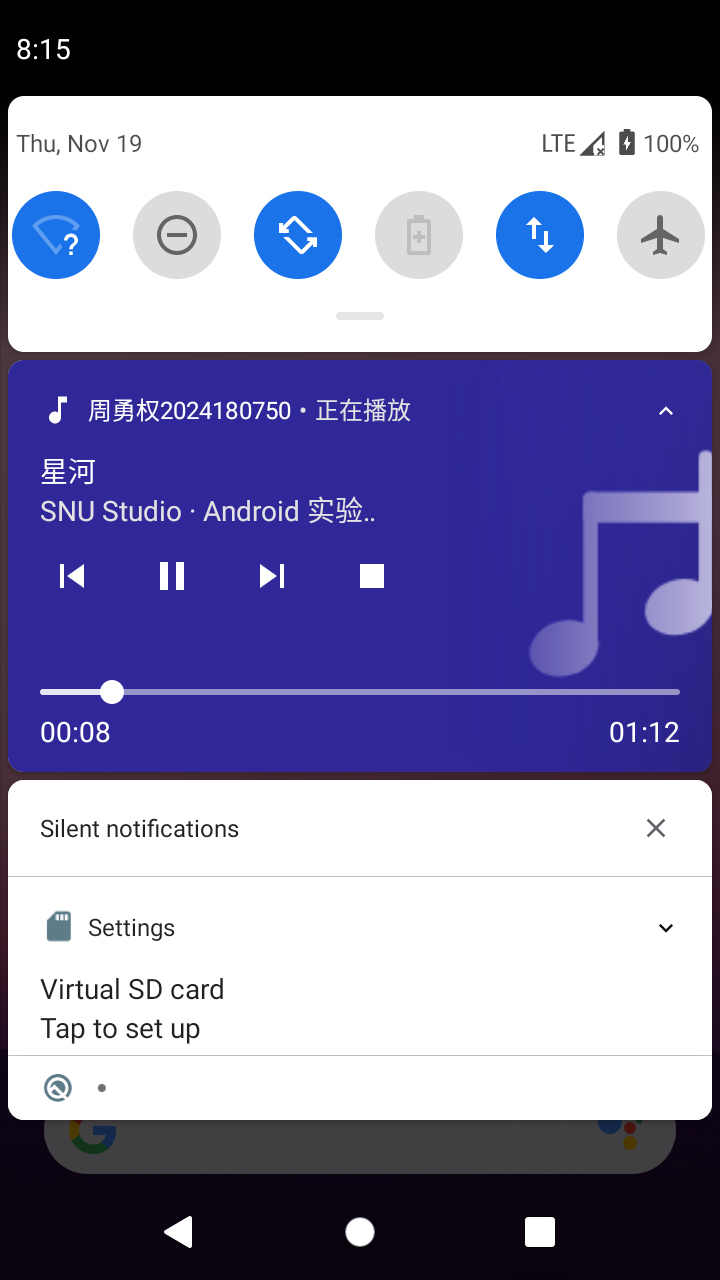 8:15
Thu, Nov 19 LTE 100%
?
周勇权2024180750 • 正在播放
星河
SNU Studio · Android 实验..
00:08 01:12
Silent notifications
Settings
Virtual SD card
Tap to set up